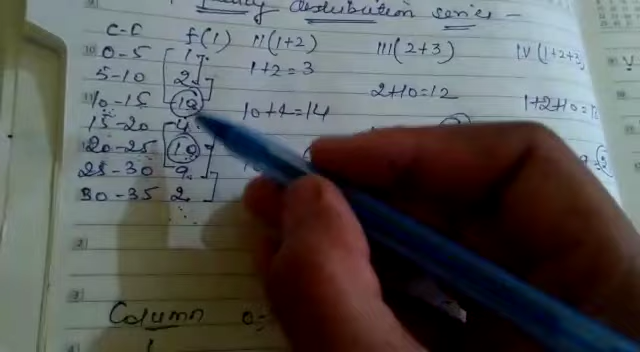 distribution series -
C-F f(1) II(1+2) III(2+3) IV(1+2+3)
0-5 1
5-10 2 1+2=3
2+10=12
10-15 10 10+4=14 1+2+10=
15-20 4
20-25 10
25-30 9
30-35 2
Column